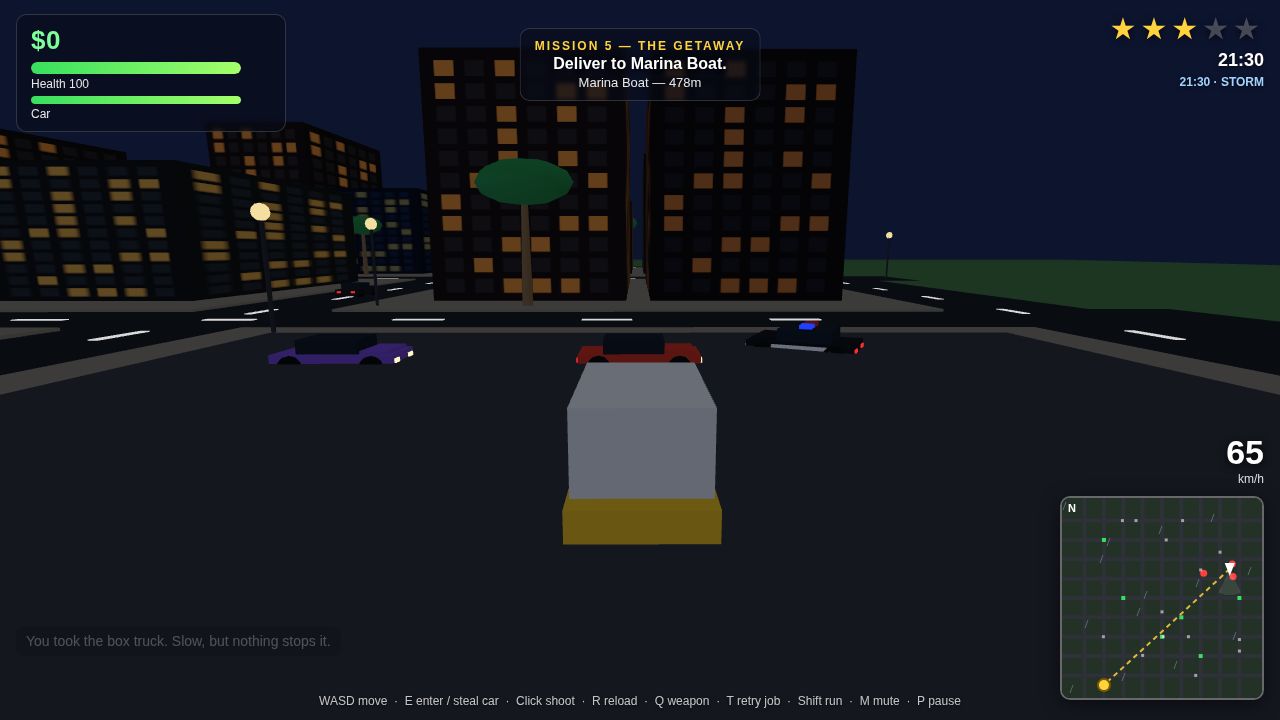 $0
Health 100
Car
MISSION 5 — THE GETAWAY
Deliver to Marina Boat.
Marina Boat — 478m
★★★★★
21:30
21:30 · STORM
65
km/h
N
You took the box truck. Slow, but nothing stops it.
WASD move · E enter / steal car · Click shoot · R reload · Q weapon · T retry job · Shift run · M mute · P pause